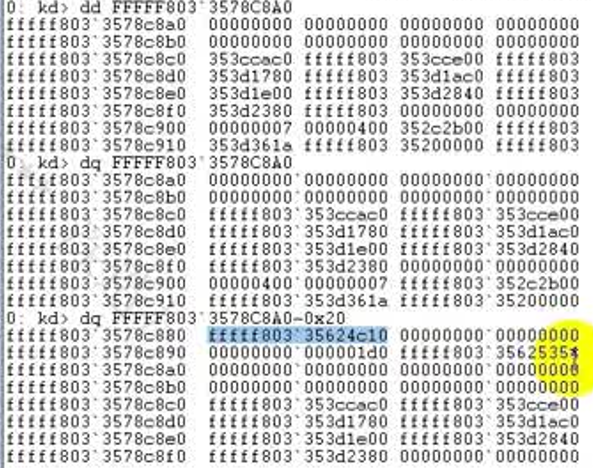 0: kd> dd FFFFF803`3578C8A0
fffff803`3578c8a0 00000000 00000000 00000000 00000000
fffff803`3578c8b0 00000000 00000000 00000000 00000000
fffff803`3578c8c0 353ccac0 fffff803 353cce00 fffff803
fffff803`3578c8d0 353d1780 fffff803 353d1ac0 fffff803
fffff803`3578c8e0 353d1e00 fffff803 353d2840 fffff803
fffff803`3578c8f0 353d2380 fffff803 00000000 00000000
fffff803`3578c900 00000007 00000400 352c2b00 fffff803
fffff803`3578c910 353d361a fffff803 35200000 fffff803
0: kd> dq FFFFF803`3578C8A0
fffff803`3578c8a0 00000000`00000000 00000000`00000000
fffff803`3578c8b0 00000000`00000000 00000000`00000000
fffff803`3578c8c0 fffff803`353ccac0 fffff803`353cce00
fffff803`3578c8d0 fffff803`353d1780 fffff803`353d1ac0
fffff803`3578c8e0 fffff803`353d1e00 fffff803`353d2840
fffff803`3578c8f0 fffff803`353d2380 00000000`00000000
fffff803`3578c900 00000400`00000007 fffff803`352c2b00
fffff803`3578c910 fffff803`353d361a fffff803`35200000
0: kd> dq FFFFF803`3578C8A0-0x20
fffff803`3578c880 fffff803`35624c10 00000000`00000000
fffff803`3578c890 00000000`000001d0
fffff803`3578c8a0 00000000`00000000 00000000`00000000
fffff803`3578c8b0 00000000`00000000 00000000`00000000
fffff803`3578c8c0 fffff803`353ccac0 fffff803`353cce00
fffff803`3578c8d0 fffff803`353d1780 fffff803`353d1ac0
fffff803`3578c8e0 fffff803`353d1e00 fffff803`353d2840
fffff803`3578c8f0 fffff803`353d2380 00000000`00000000